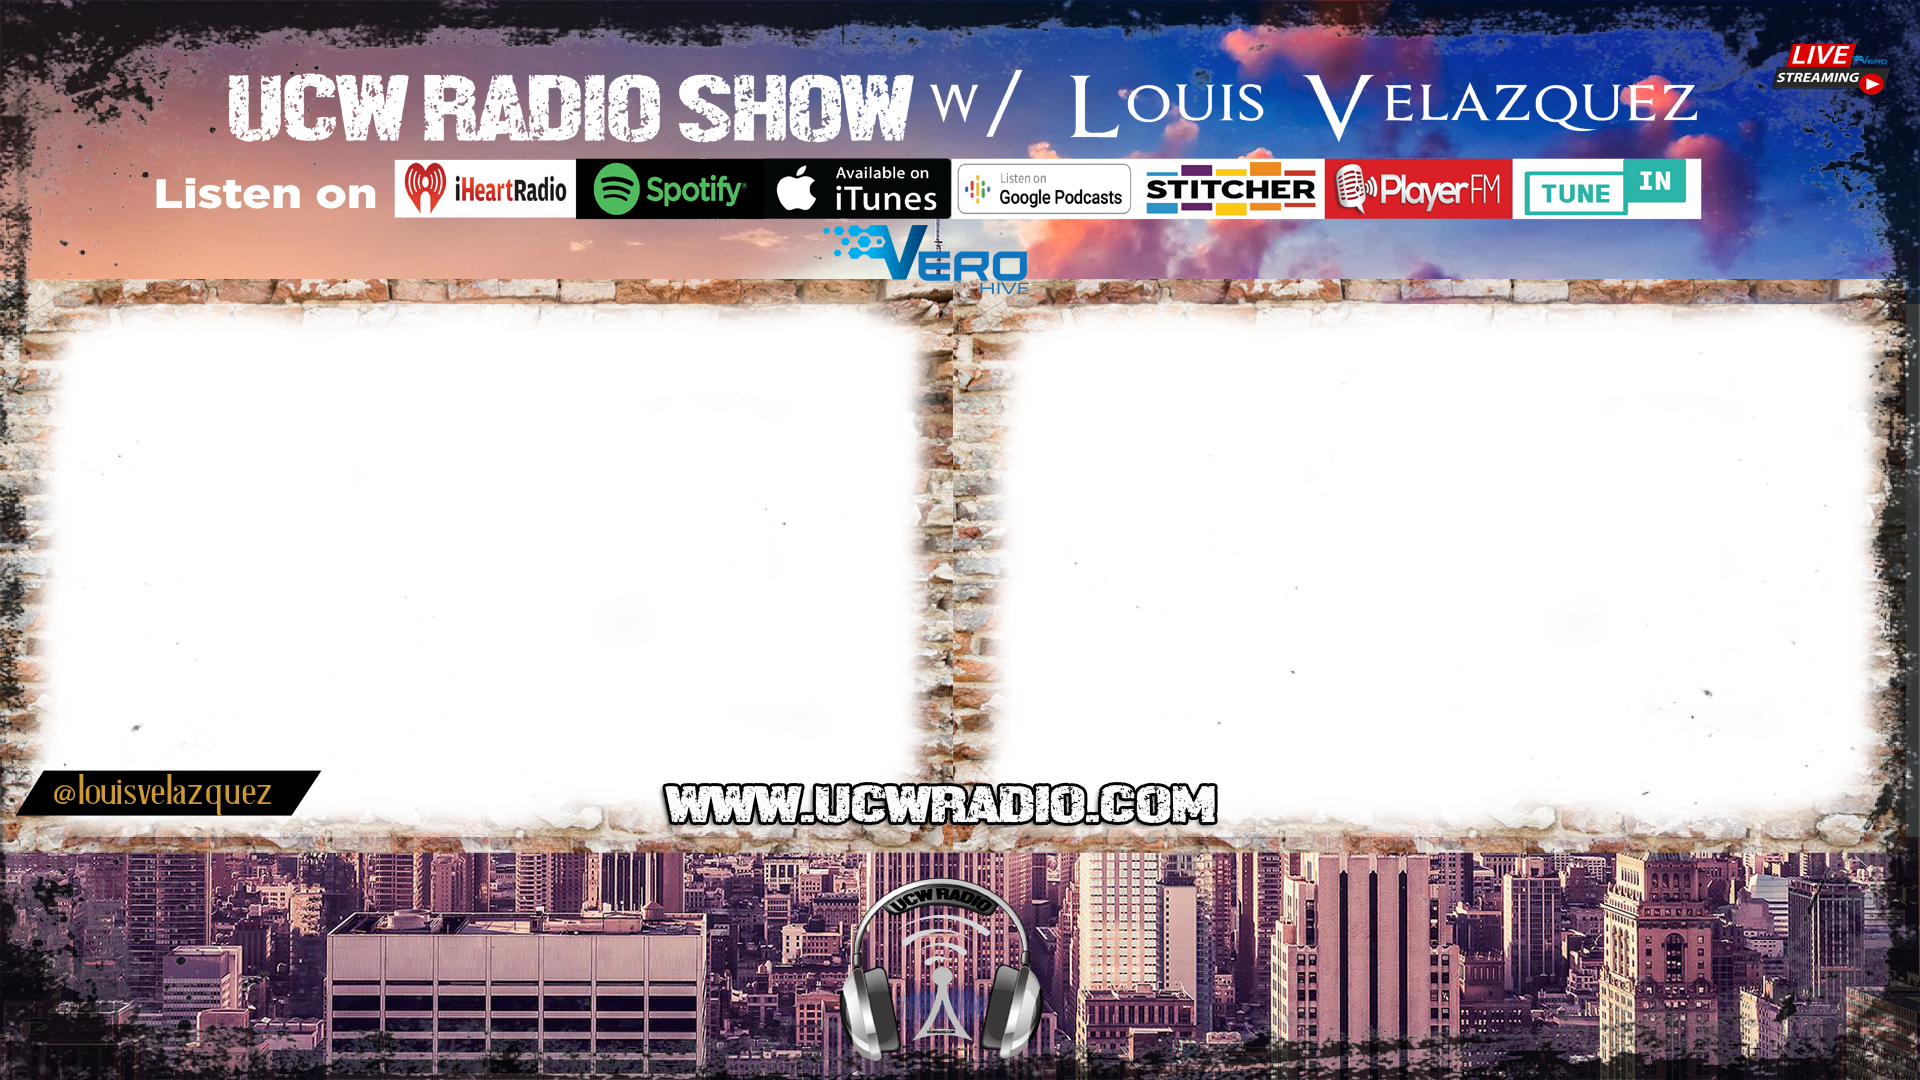 LIVE
STREAMING
UCW RADIO SHOW w/ Louis Velazquez
Listen on
iHeartRadio
Spotify
Available on
iTunes
Listen on
Google Podcasts
STITCHER
PlayerFM
TUNE IN
VERO
HIVE
@louisvelazquez
WWW.UCWRADIO.COM
UCW RADIO